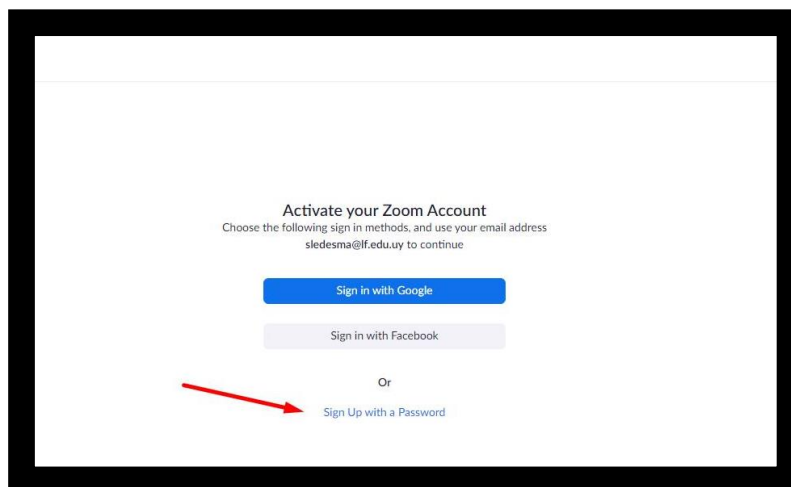 Activate your Zoom Account
Choose the following sign in methods, and use your email address
sledesma@lf.edu.uy to continue
Sign in with Google
Sign in with Facebook
Or
Sign Up with a Password